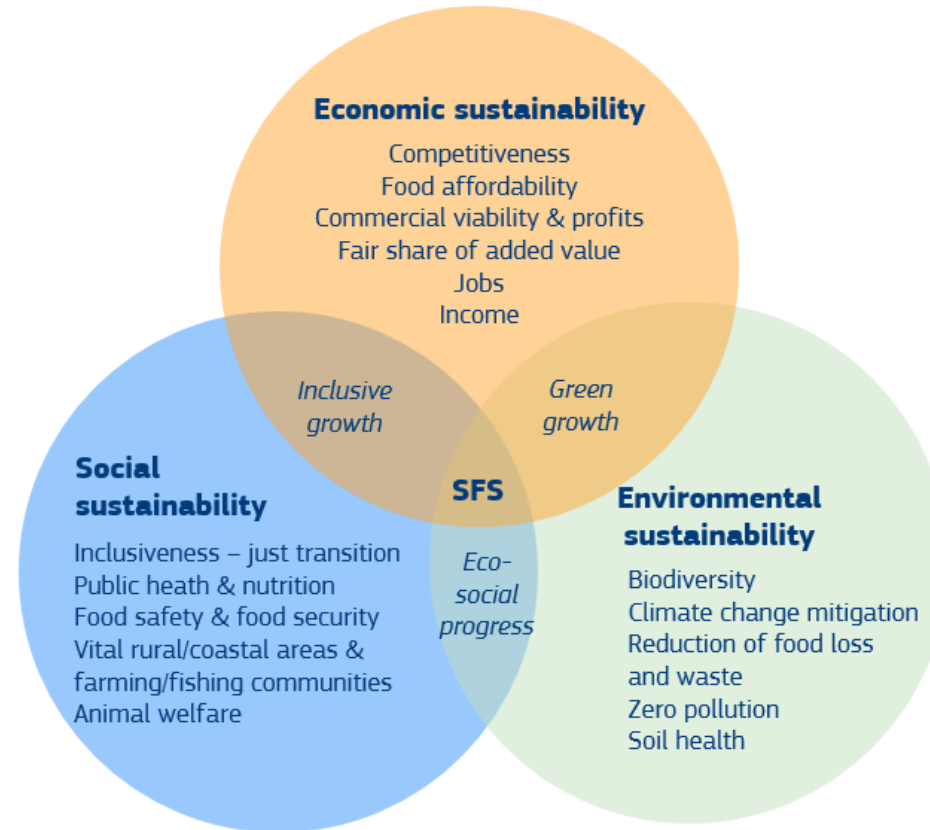 Economic sustainability
Competitiveness
Food affordability
Commercial viability & profits
Fair share of added value
Jobs
Income
Inclusive
growth
Green
growth
SFS
Social
sustainability
Inclusiveness – just transition
Public heath & nutrition
Food safety & food security
Vital rural/coastal areas &
farming/fishing communities
Animal welfare
Eco-
social
progress
Environmental
sustainability
Biodiversity
Climate change mitigation
Reduction of food loss
and waste
Zero pollution
Soil health